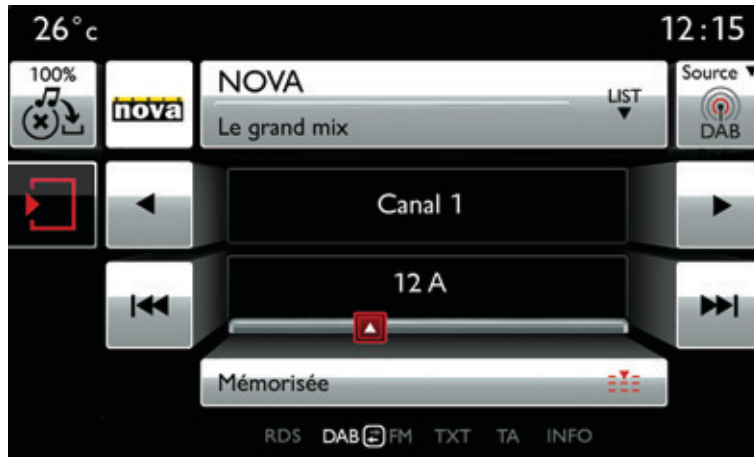 26°c
12:15
100%
nova
NOVA
Le grand mix
LIST
Source
DAB
Canal 1
12 A
Mémorisée
RDS DAB FM TXT TA INFO